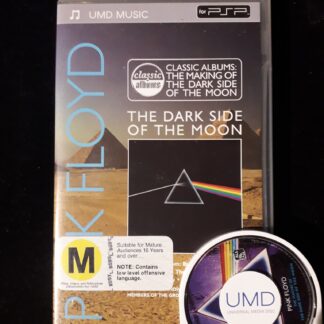 UMD MUSIC
for PSP
PINK FLOYD
classic
albums
CLASSIC ALBUMS:
THE MAKING OF
THE DARK SIDE
OF THE MOON
THE DARK SIDE
OF THE MOON
M
Suitable for Mature
Audiences 16 Years
and over
NOTE: Contains
low level offensive
language.
MEMBERS OF THE
PINK FLOYD
UMD
UNIVERSAL MEDIA DISC